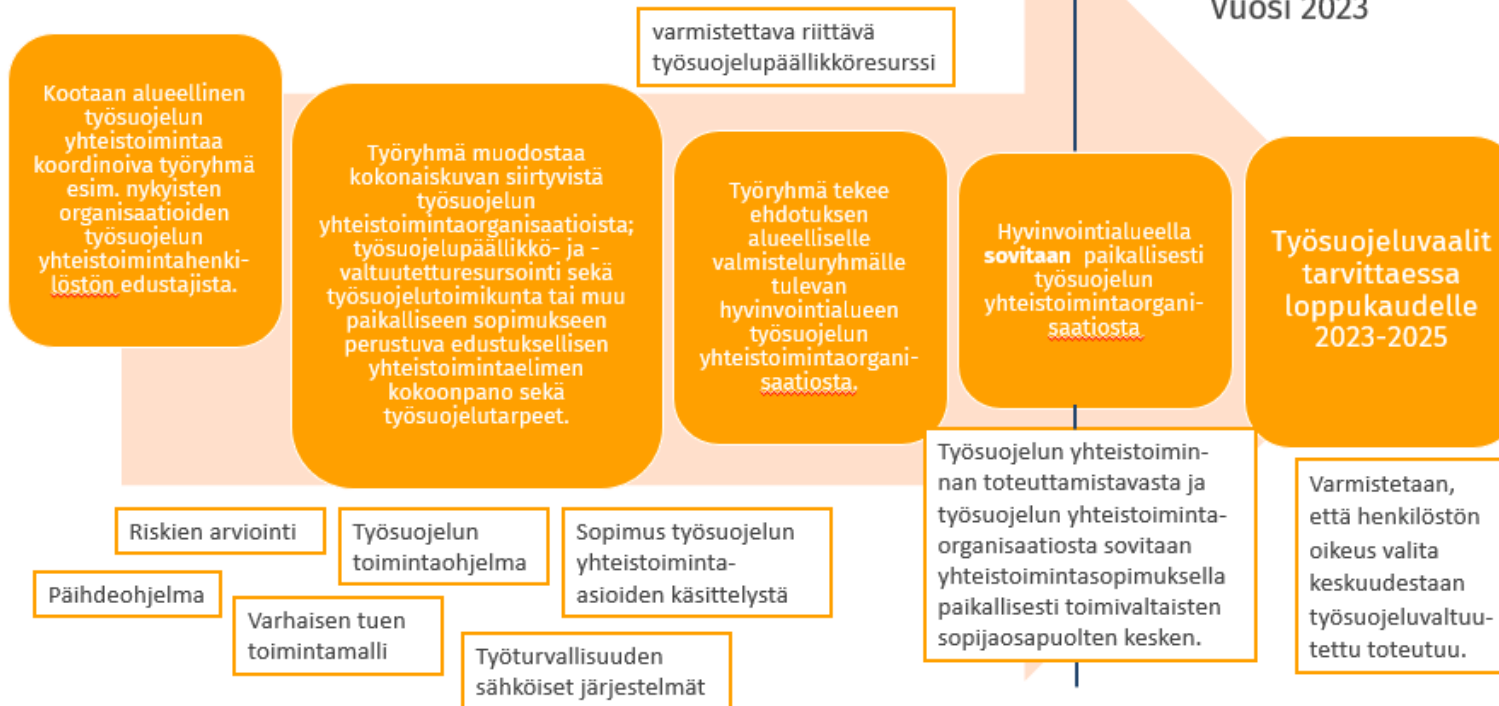 Vuosi 2023
varmistettava riittävä
työsuojelupäällikköresurssi
Kootaan alueellinen
työsuojelun
yhteistoimintaa
koordinoiva työryhmä
esim. nykyisten
organisaatioiden
työsuojelun
yhteistoimintahenki-
löstön edustajista.
Työryhmä muodostaa
kokonaiskuvan siirtyvistä
työsuojelun
yhteistoimintaorganisaatioista;
työsuojelupäällikkö- ja -
valtuutetturesursointi sekä
työsuojelutoimikunta tai muu
paikalliseen sopimukseen
perustuva edustuksellisen
yhteistoimintaelimen
kokoonpano sekä
työsuojelutarpeet.
Työryhmä tekee
ehdotuksen
alueelliselle
valmisteluryhmälle
tulevan
hyvinvointialueen
työsuojelun
yhteistoimintaorgani-
saatiosta.
Hyvinvointialueella
sovitaan paikallisesti
työsuojelun
yhteistoimintaorgani-
saatiosta
Työsuojeluvaalit
tarvittaessa
loppukaudelle
2023-2025
Riskien arviointi
Päihdeohjelma
Varhaisen tuen
toimintamalli
Työsuojelun
toimintaohjelma
Työturvallisuuden
sähköiset järjestelmät
Sopimus työsuojelun
yhteistoiminta-
asioiden käsittelystä
Työsuojelun yhteistoimin-
nan toteuttamistavasta ja
työsuojelun yhteistoiminta-
organisaatiosta sovitaan
yhteistoimintasopimuksella
paikallisesti toimivaltaisten
sopijaosapuolten kesken.
Varmistetaan,
että henkilöstön
oikeus valita
keskuudestaan
työsuojeluvaltuu-
tettu toteutuu.